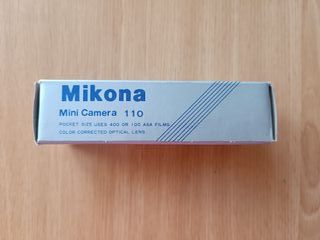 Mikona
Mini Camera 110
POCKET SIZE USES 400 OR 100 ASA FILMS
COLOR CORRECTED OPTICAL LENS